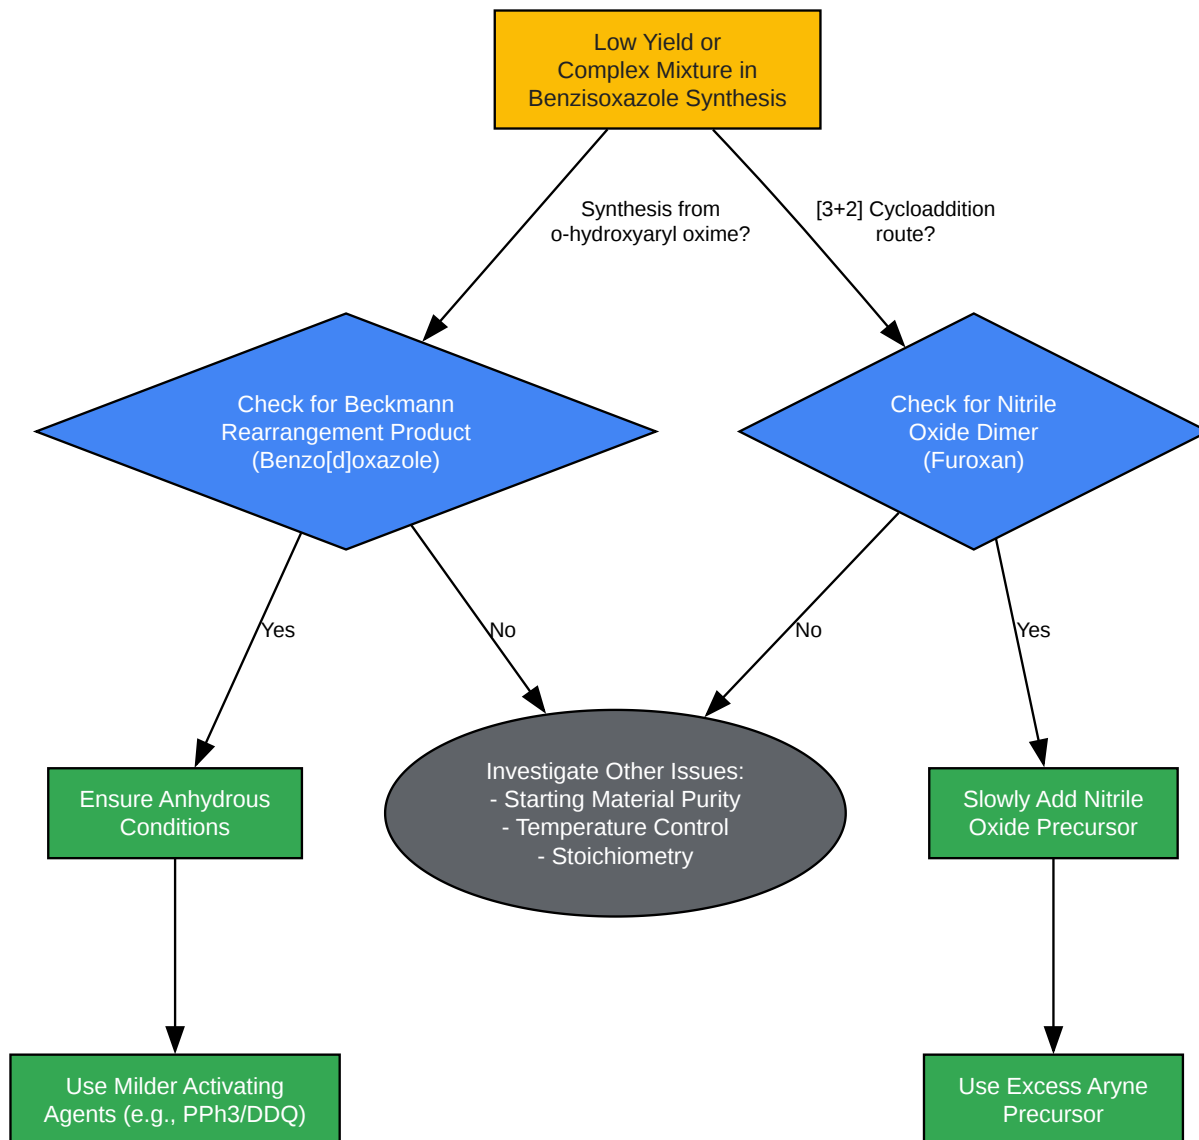 Low Yield or
Complex Mixture in
Benzisoxazole Synthesis
Synthesis from
o-hydroxyaryl oxime?
[3+2] Cycloaddition
route?
Check for Beckmann
Rearrangement Product
(Benzo[d]oxazole)
Check for Nitrile
Oxide Dimer
(Furoxan)
Yes
No
No
Yes
Ensure Anhydrous
Conditions
Investigate Other Issues:
- Starting Material Purity
- Temperature Control
- Stoichiometry
Slowly Add Nitrile
Oxide Precursor
Use Milder Activating
Agents (e.g., PPh3/DDQ)
Use Excess Aryne
Precursor